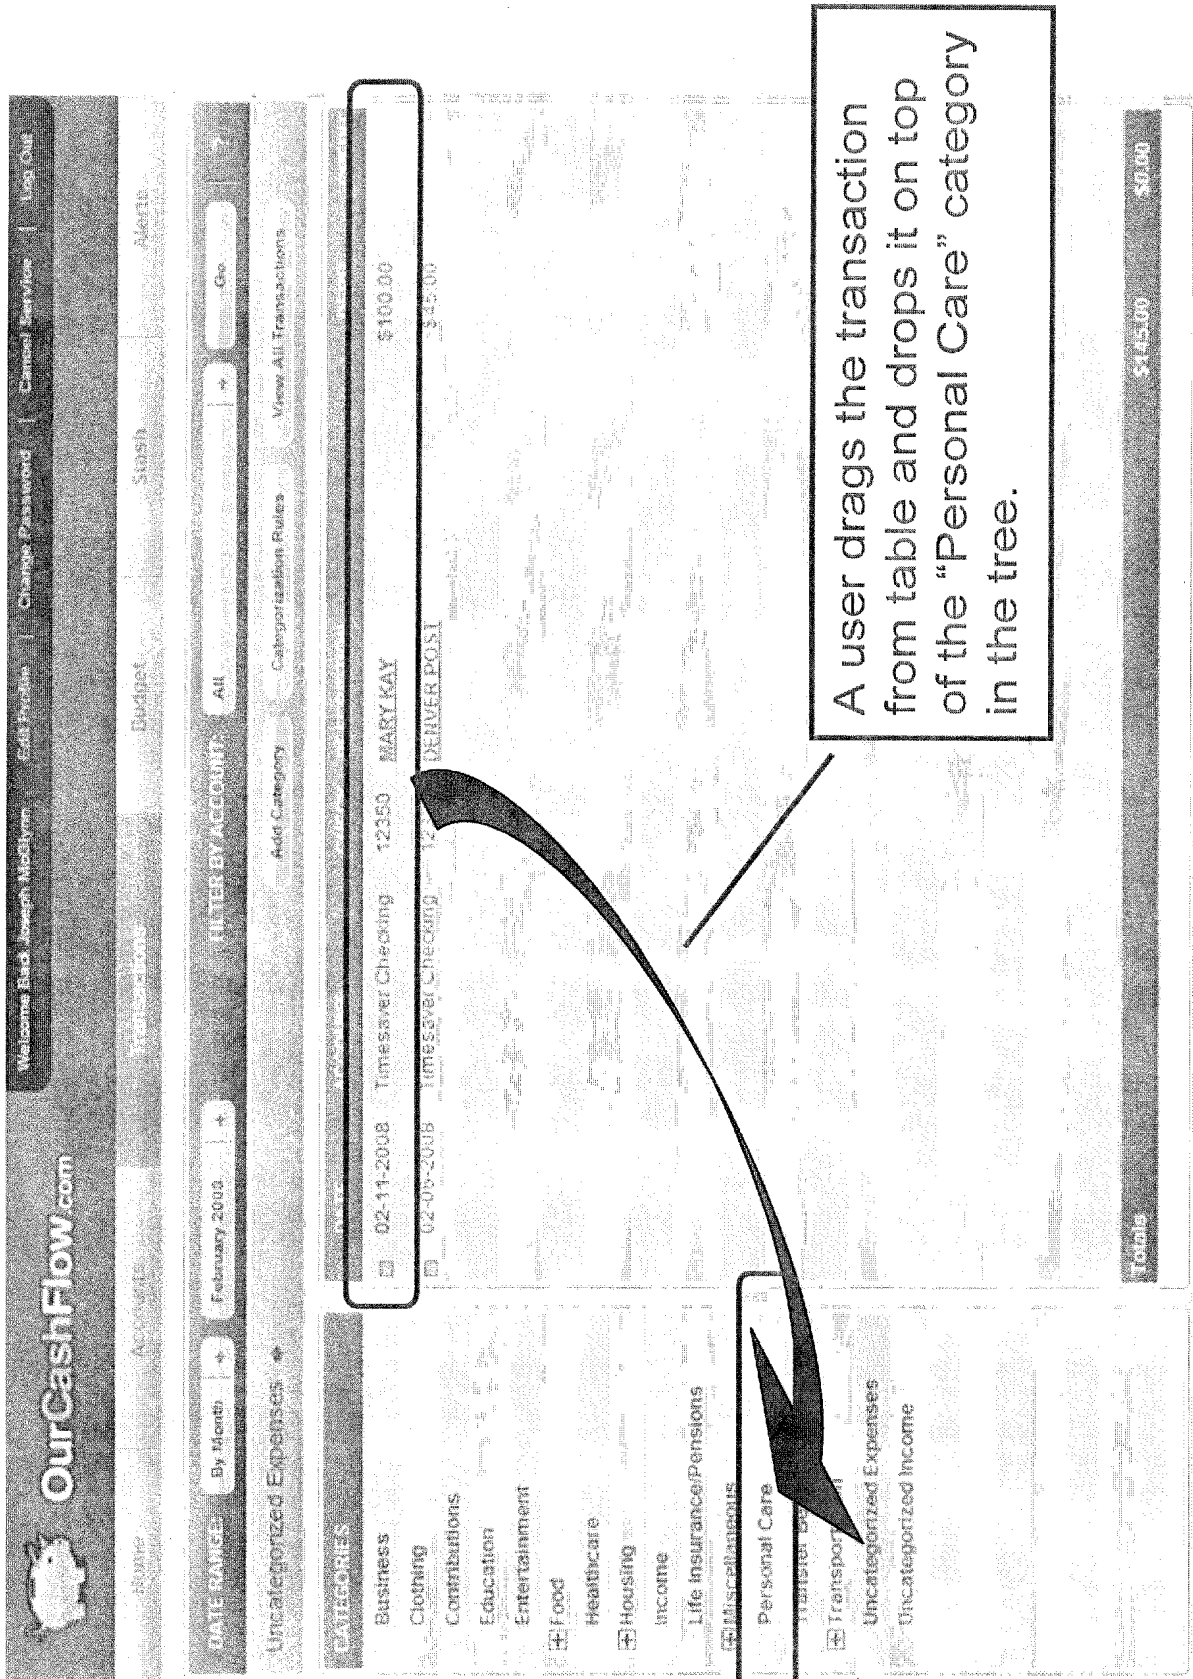 Welcome Back Joseph McGlynn | Edit Profile | Change Password | Cancel Service | Log Out
OurCashFlow.com
Home Accounts Transactions Budget Stash Alerts
DATE RANGE: By Month February 2008 FILTER BY ACCOUNT: All Go ?
Uncategorized Expenses Add Category Categorization Rules View All Transactions
CATEGORIES
Business
Clothing
Contributions
Education
Entertainment
Food
Healthcare
Housing
Income
Life Insurance/Pensions
Miscellaneous
Personal Care
Uncategorized Expenses
Uncategorized Income
02-11-2008 Timesaver Checking 12350 MARY KAY $100.00
Timesaver Checking DENVER POST $45.00
Totals $145.00 $0.00
A user drags the transaction
from table and drops it on top
of the “Personal Care” category
in the tree.